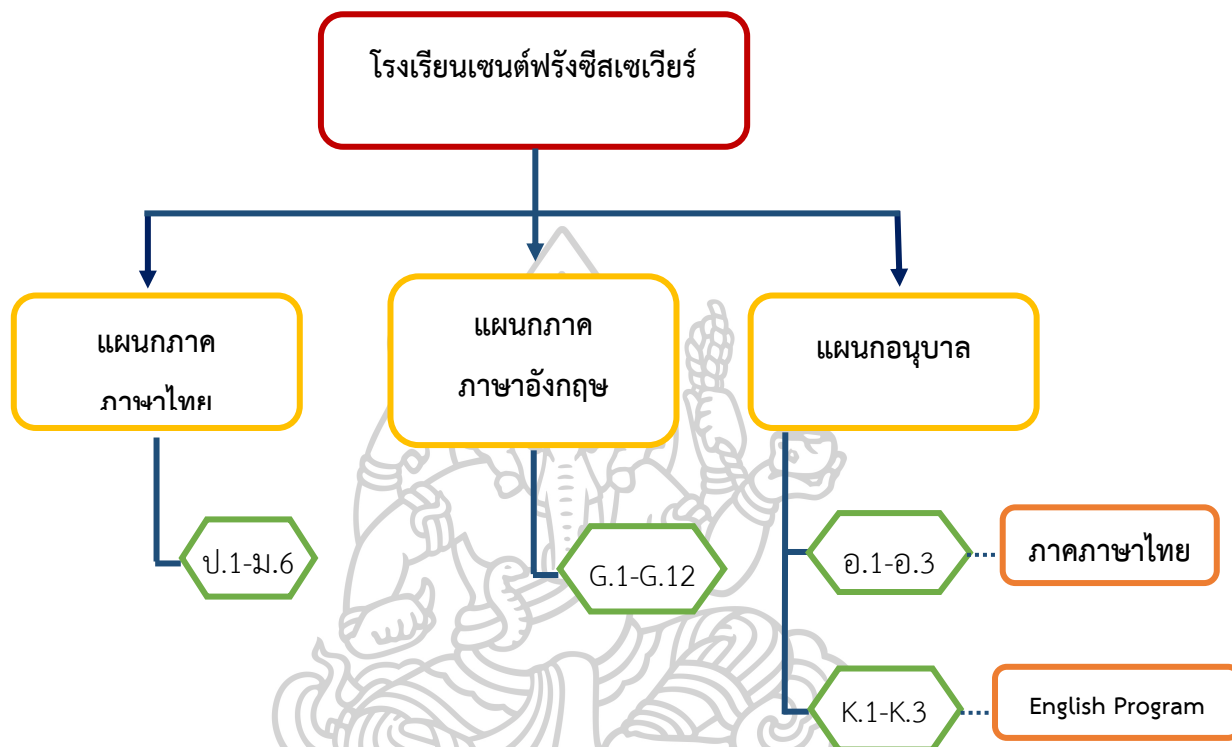 โรงเรียนเซนต์ฟรังซีสเซเวียร์
แผนกภาค
ภาษาไทย
แผนกภาค
ภาษาอังกฤษ
แผนกอนุบาล
ป.1-ม.6
G.1-G.12
อ.1-อ.3
ภาคภาษาไทย
K.1-K.3
English Program